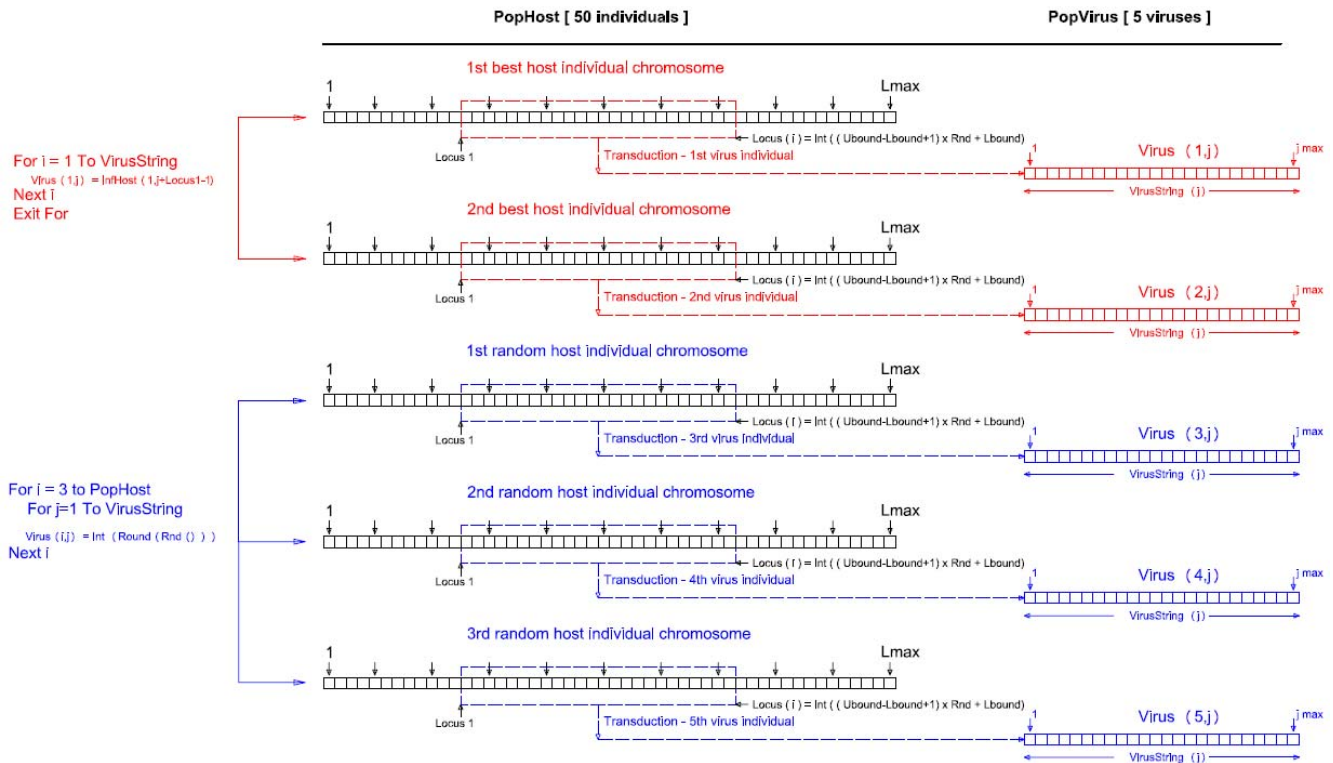 PopHost [ 50 individuals ]
PopVirus [ 5 viruses ]
1st best host individual chromosome
1
Lmax
Locus 1
Locus ( i ) = Int ( ( Ubound-Lbound+1) x Rnd + Lbound)
Transduction - 1st virus individual
1
Virus (1,j)
j max
VirusString (j)
For i = 1 To VirusString
Virus (1,j) = InfHost (1,j+Locus1-1)
Next i
Exit For
2nd best host individual chromosome
1
Lmax
Locus 1
Locus ( i ) = Int ( ( Ubound-Lbound+1) x Rnd + Lbound)
Transduction - 2nd virus individual
1
Virus (2,j)
j max
VirusString (j)
1st random host individual chromosome
1
Lmax
Locus 1
Locus ( i ) = Int ( ( Ubound-Lbound+1) x Rnd + Lbound)
Transduction - 3rd virus individual
1
Virus (3,j)
j max
VirusString (j)
For i = 3 to PopHost
For j=1 To VirusString
Virus (i,j) = Int (Round (Rnd () ) )
Next i
2nd random host individual chromosome
1
Lmax
Locus 1
Locus ( i ) = Int ( ( Ubound-Lbound+1) x Rnd + Lbound)
Transduction - 4th virus individual
1
Virus (4,j)
j max
VirusString (j)
3rd random host individual chromosome
1
Lmax
Locus 1
Locus ( i ) = Int ( ( Ubound-Lbound+1) x Rnd + Lbound)
Transduction - 5th virus individual
1
Virus (5,j)
j max
VirusString (j)